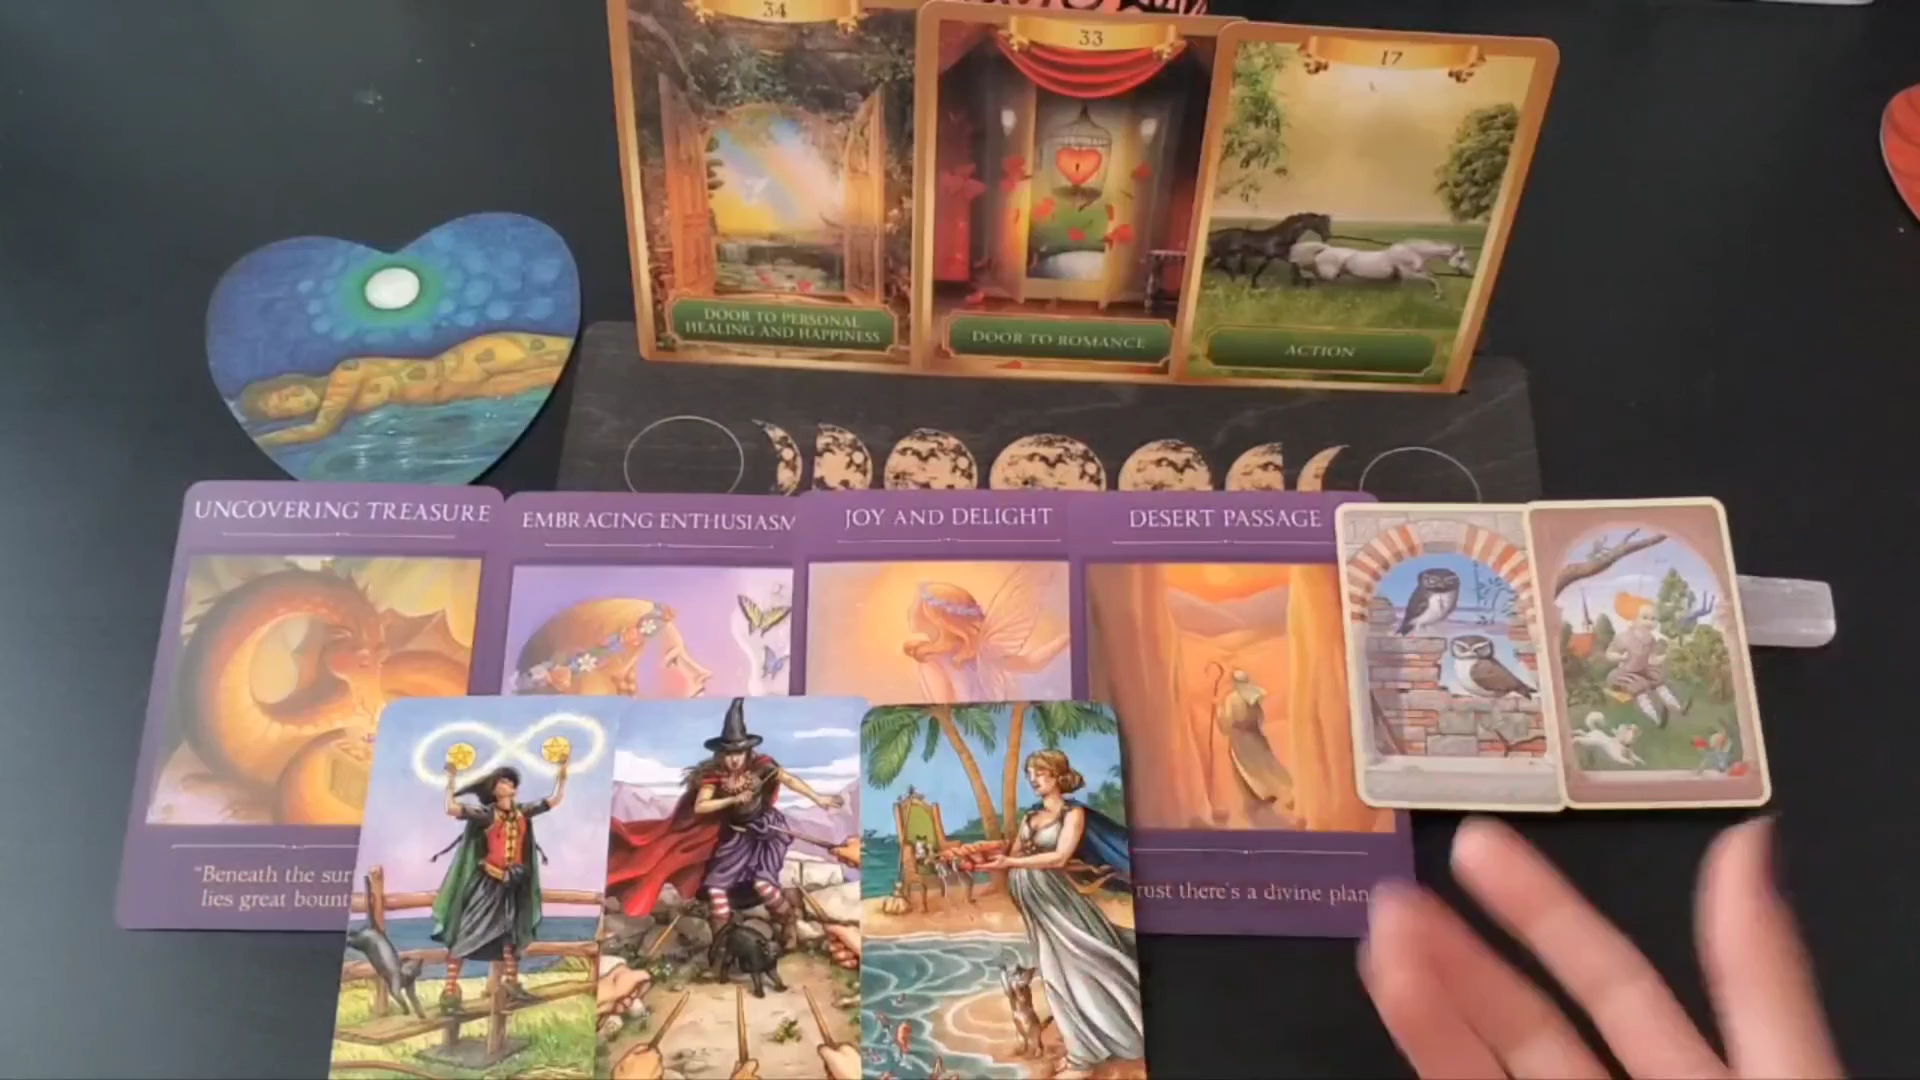 34
33
17
DOOR TO PERSONAL
HEALING AND HAPPINESS
DOOR TO ROMANCE
ACTION
UNCOVERING TREASURE
EMBRACING ENTHUSIASM
JOY AND DELIGHT
DESERT PASSAGE
"Beneath the sur
lies great bount
rust there's a divine plan